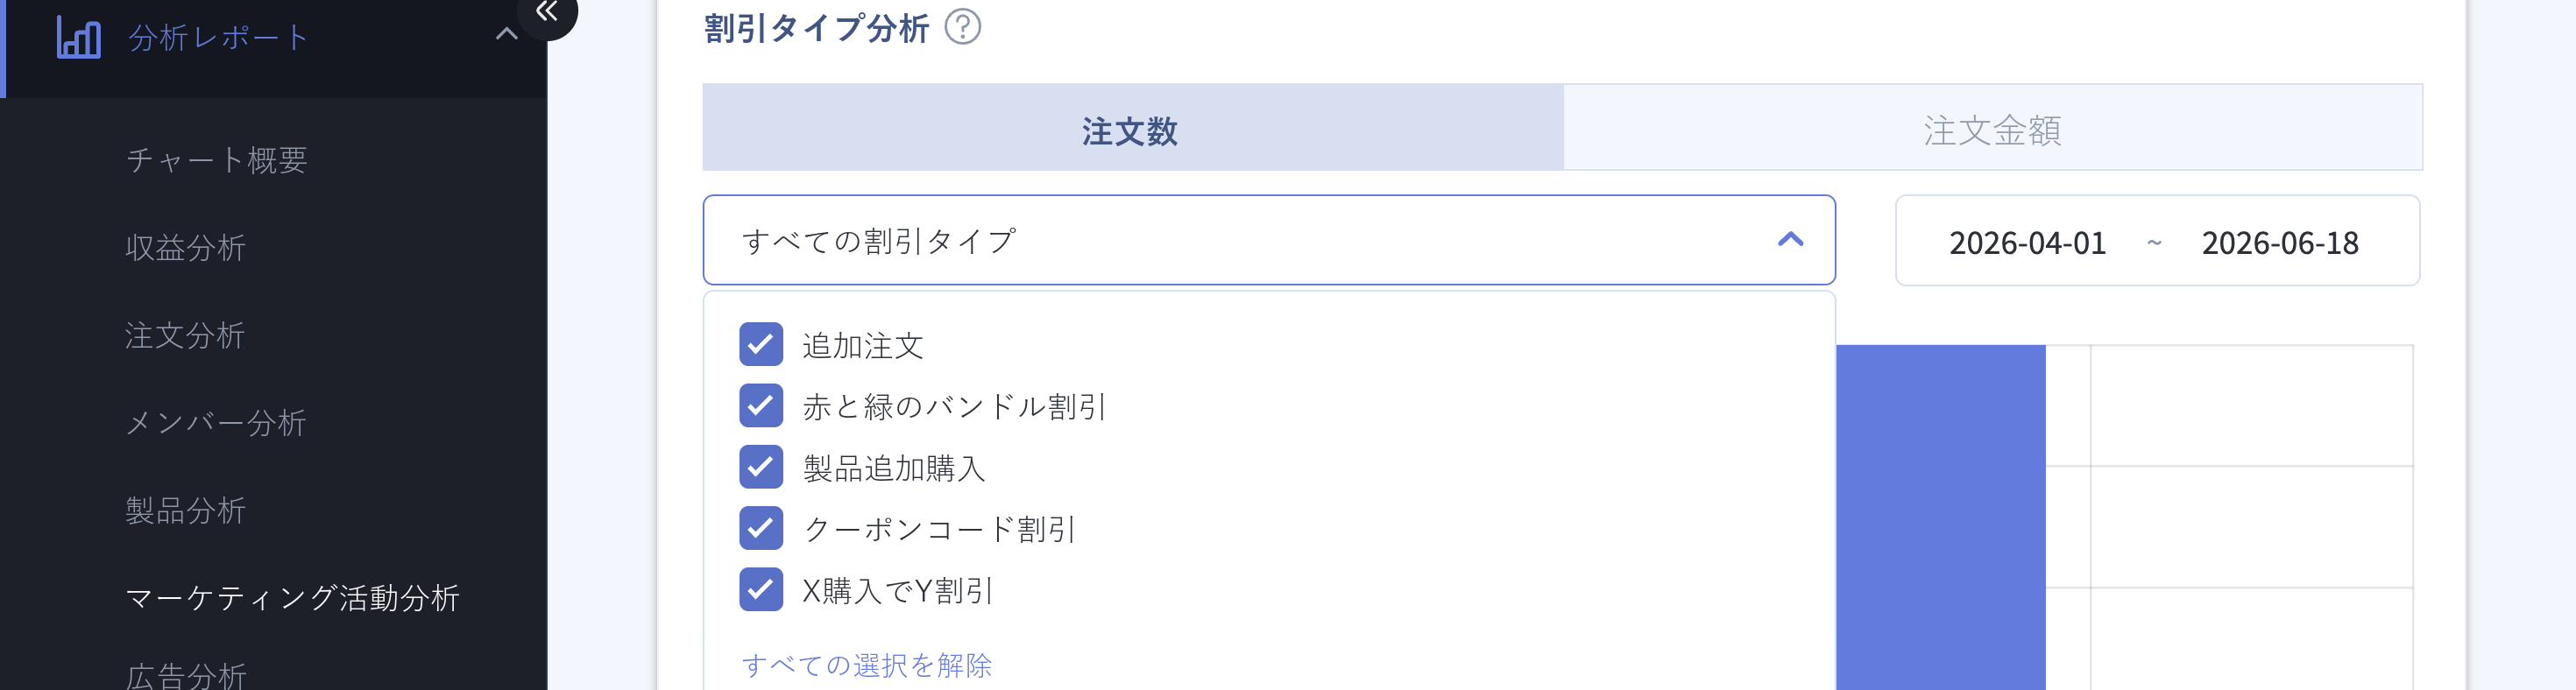 分析レポート
チャート概要
収益分析
注文分析
メンバー分析
製品分析
マーケティング活動分析
広告分析
割引タイプ分析
注文数
注文金額
すべての割引タイプ
2026-04-01 ~ 2026-06-18
追加注文
赤と緑のバンドル割引
製品追加購入
クーポンコード割引
X購入でY割引
すべての選択を解除